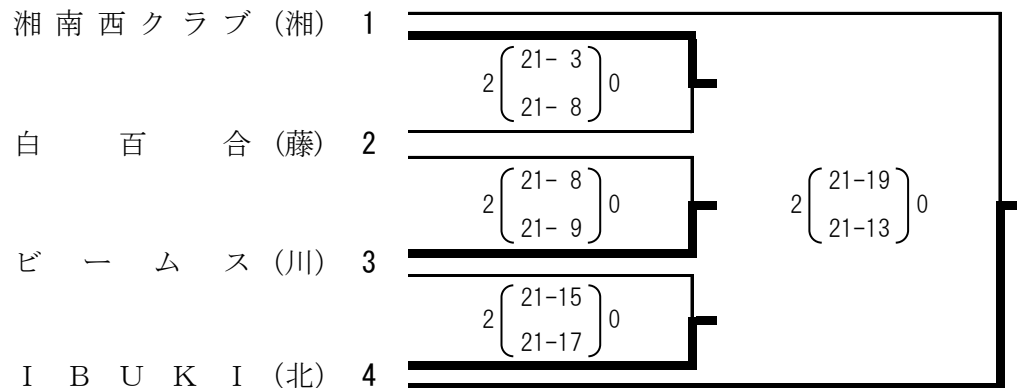 湘南西クラブ (湘) 1
2 21- 3 0
21- 8
白百合 (藤) 2
2 21- 8 0
21- 9
2 21-19 0
21-13
ビームス (川) 3
2 21-15 0
21-17
ＩＢＵＫＩ (北) 4